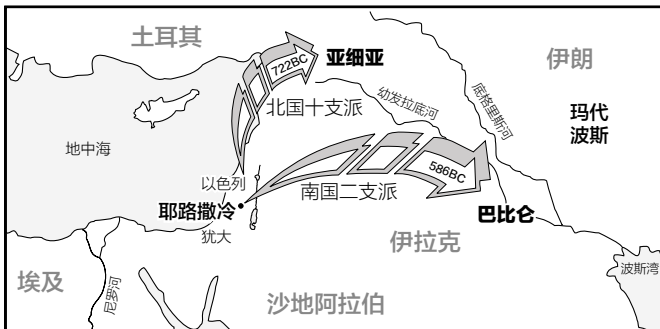 土耳其
722BC
亚细亚
伊朗
北国十支派
幼发拉底河
底格里斯河
玛代
波斯
地中海
以色列
南国二支派
586BC
耶路撒冷
犹大
巴比仑
伊拉克
埃及
尼罗河
沙地阿拉伯
波斯湾